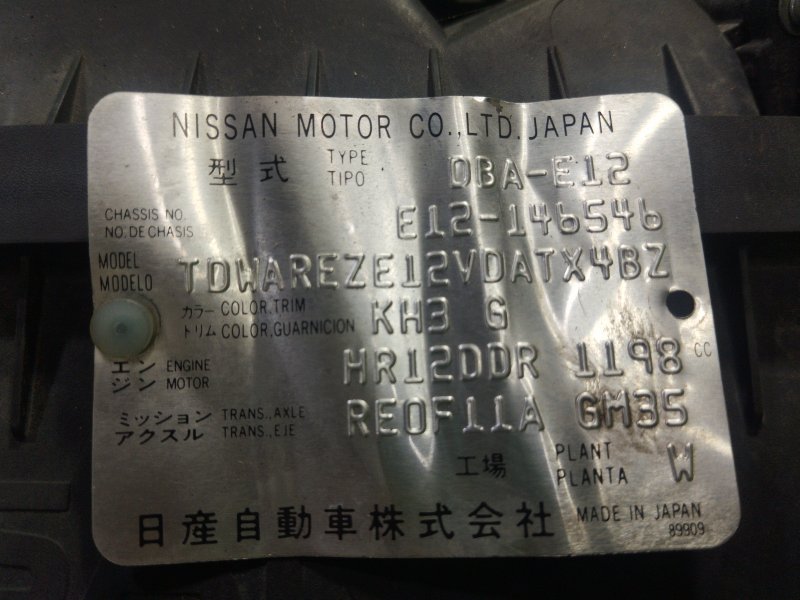 NISSAN MOTOR CO.,LTD.JAPAN
型式 TYPE TIPO DBA-E12
CHASSIS NO. NO. DE CHASIS E12-146546
MODEL MODELO TDWAREZE12VDATX4BZ
カラー トリム COLOR,TRIM COLOR,GUARNICION KH3 G
エンジン ENGINE MOTOR HR12DDR 1198 CC
ミッション アクスル TRANS.,AXLE TRANS.,EJE RE0F11A GM35
工場 PLANT PLANTA W
日産自動車株式会社 MADE IN JAPAN
89909